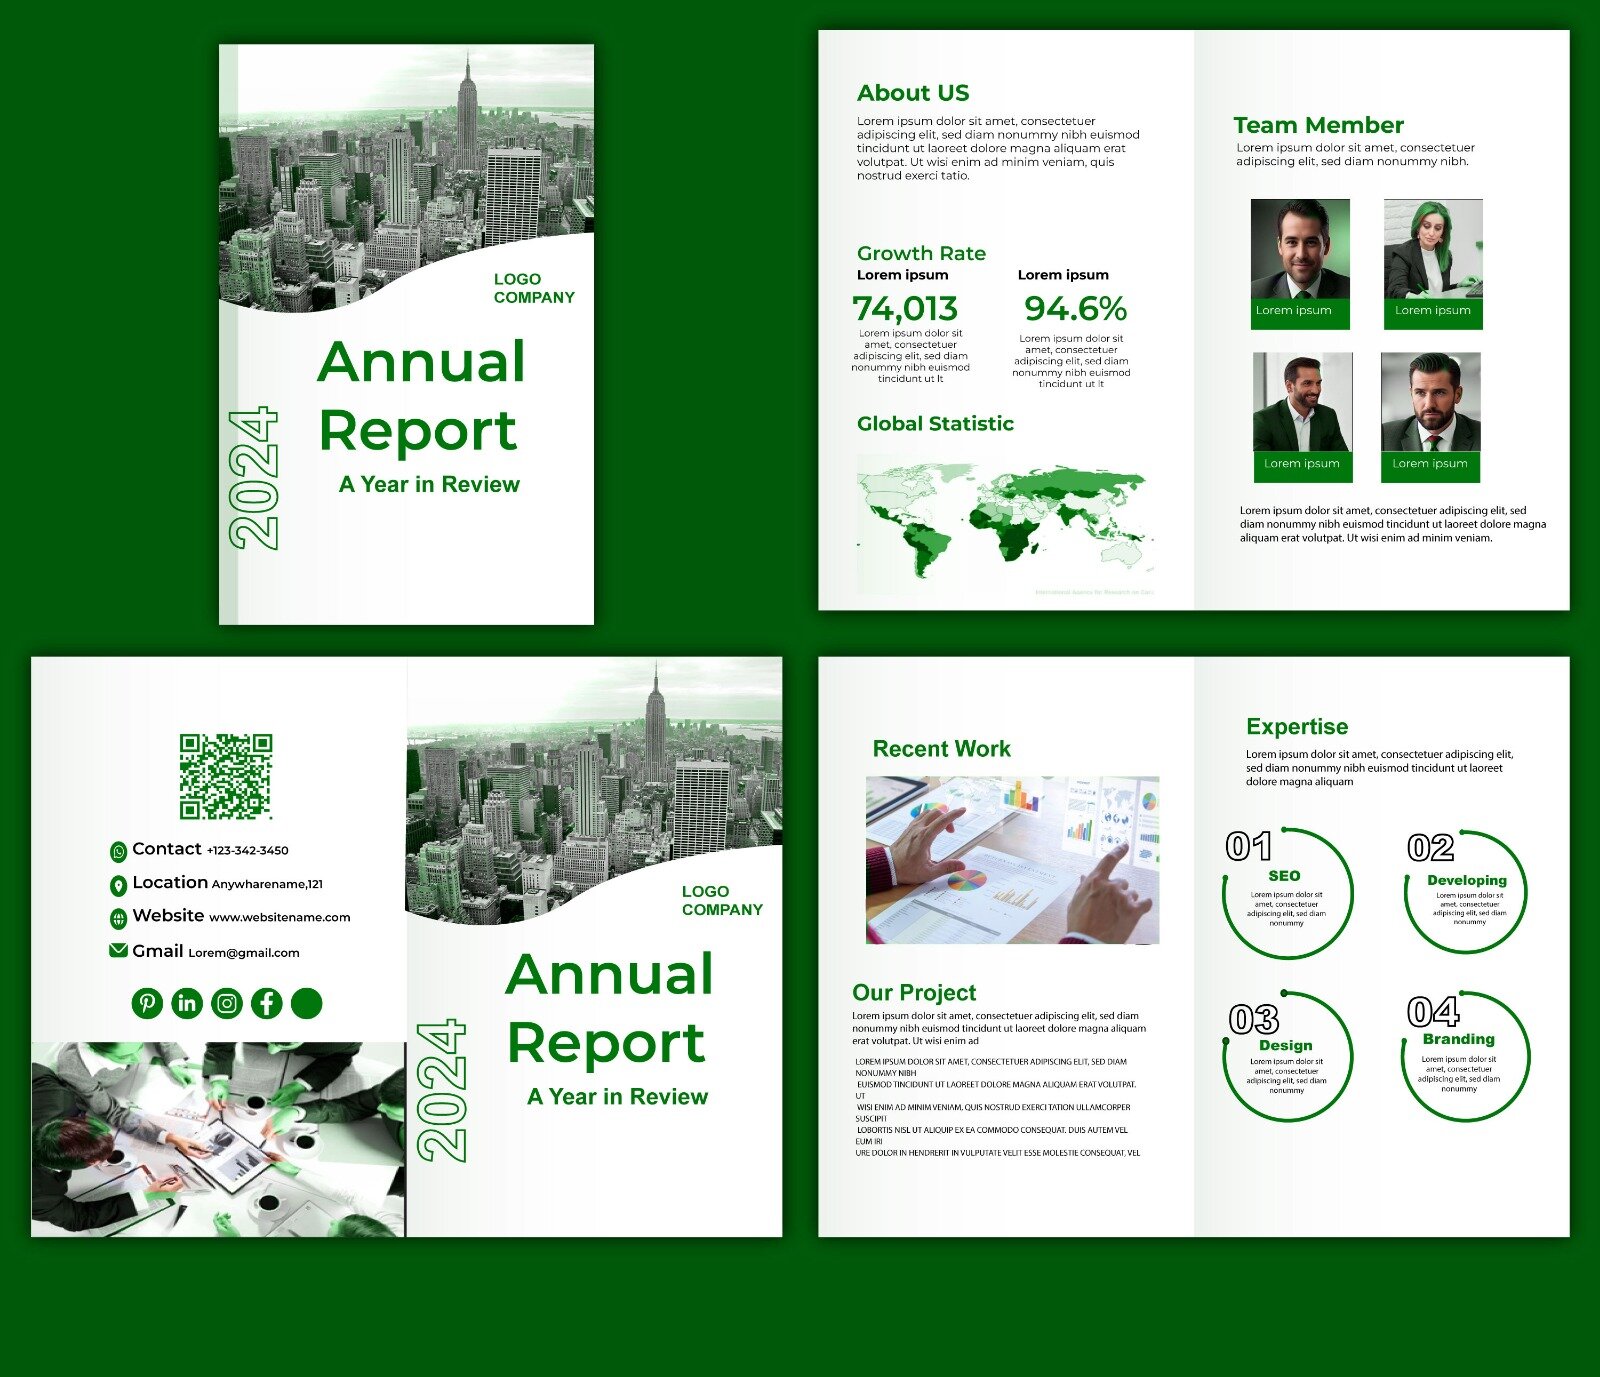 LOGO
COMPANY
Annual
Report
A Year in Review
2024
About US
Lorem ipsum dolor sit amet, consectetuer
adipiscing elit, sed diam nonummy nibh euismod
tincidunt ut laoreet dolore magna aliquam erat
volutpat. Ut wisi enim ad minim veniam, quis
nostrud exerci tatio.
Growth Rate
Lorem ipsum
74,013
Lorem ipsum dolor sit
amet, consectetuer
adipiscing elit, sed diam
nonummy nibh euismod
tincidunt ut lt
Lorem ipsum
94.6%
Lorem ipsum dolor sit
amet, consectetuer
adipiscing elit, sed diam
nonummy nibh euismod
tincidunt ut lt
Global Statistic
International Agency for Research on
Team Member
Lorem ipsum dolor sit amet, consectetuer
adipiscing elit, sed diam nonummy nibh.
Lorem ipsum
Lorem ipsum
Lorem ipsum
Lorem ipsum
Lorem ipsum dolor sit amet, consectetuer adipiscing elit, sed
diam nonummy nibh euismod tincidunt ut laoreet dolore magna
aliquam erat volutpat. Ut wisi enim ad minim veniam.
Contact +123-342-3450
Location Anywharename,121
Website www.websitename.com
Gmail Lorem@gmail.com
LOGO
COMPANY
Annual
Report
A Year in Review
2024
Recent Work
Our Project
Lorem ipsum dolor sit amet, consectetuer adipiscing elit, sed diam
nonummy nibh euismod tincidunt ut laoreet dolore magna aliquam
erat volutpat. Ut wisi enim ad
LOREM IPSUM DOLOR SIT AMET, CONSECTETUER ADIPISCING ELIT, SED DIAM
NONUMMY NIBH
EUISMOD TINCIDUNT UT LAOREET DOLORE MAGNA ALIQUAM ERAT VOLUTPAT.
UT
WISI ENIM AD MINIM VENIAM, QUIS NOSTRUD EXERCI TATION ULLAMCORPER
SUSCIPIT
LOBORTIS NISL UT ALIQUIP EX EA COMMODO CONSEQUAT. DUIS AUTEM VEL
EUM IRI
URE DOLOR IN HENDRERIT IN VULPUTATE VELIT ESSE MOLESTIE CONSEQUAT, VEL
Expertise
Lorem ipsum dolor sit amet, consectetuer adipiscing elit,
sed diam nonummy nibh euismod tincidunt ut laoreet
dolore magna aliquam
01
SEO
Lorem ipsum dolor sit
amet, consectetuer
adipiscing elit, sed diam
nonummy
02
Developing
Lorem ipsum dolor sit
amet, consectetuer
adipiscing elit, sed diam
nonummy
03
Design
Lorem ipsum dolor sit
amet, consectetuer
adipiscing elit, sed diam
nonummy
04
Branding
Lorem ipsum dolor sit
amet, consectetuer
adipiscing elit, sed diam
nonummy